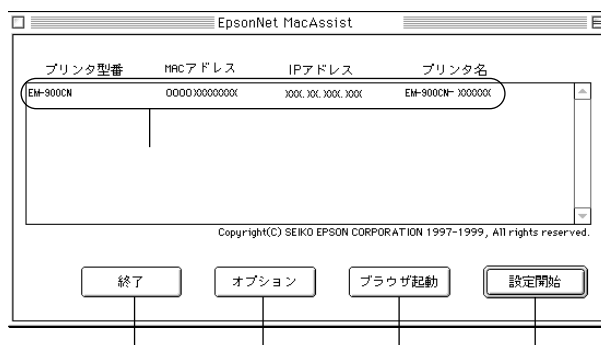 EpsonNet MacAssist
プリンタ型番 MACアドレス IPアドレス プリンタ名
EM-900CN 0000XXXXXXXX XXX.XX.XXX.XXX EM-900CN-XXXXXX
Copyright(C) SEIKO EPSON CORPORATION 1997-1999, All rights reserved.
終了 オプション ブラウザ起動 設定開始